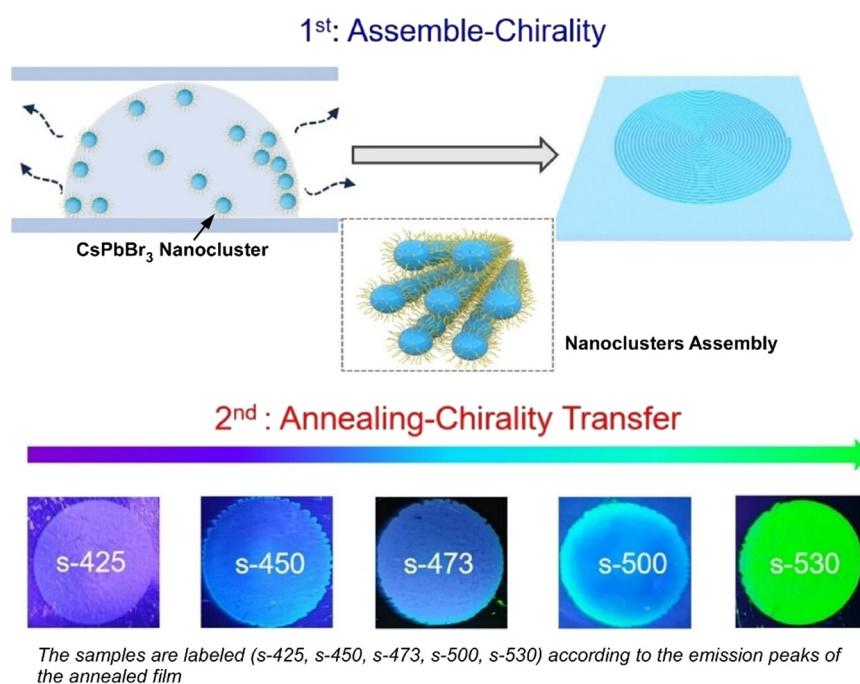 1st: Assemble-Chirality
CsPbBr3 Nanocluster
Nanoclusters Assembly
2nd : Annealing-Chirality Transfer
s-425 s-450 s-473 s-500 s-530
The samples are labeled (s-425, s-450, s-473, s-500, s-530) according to the emission peaks of
the annealed film